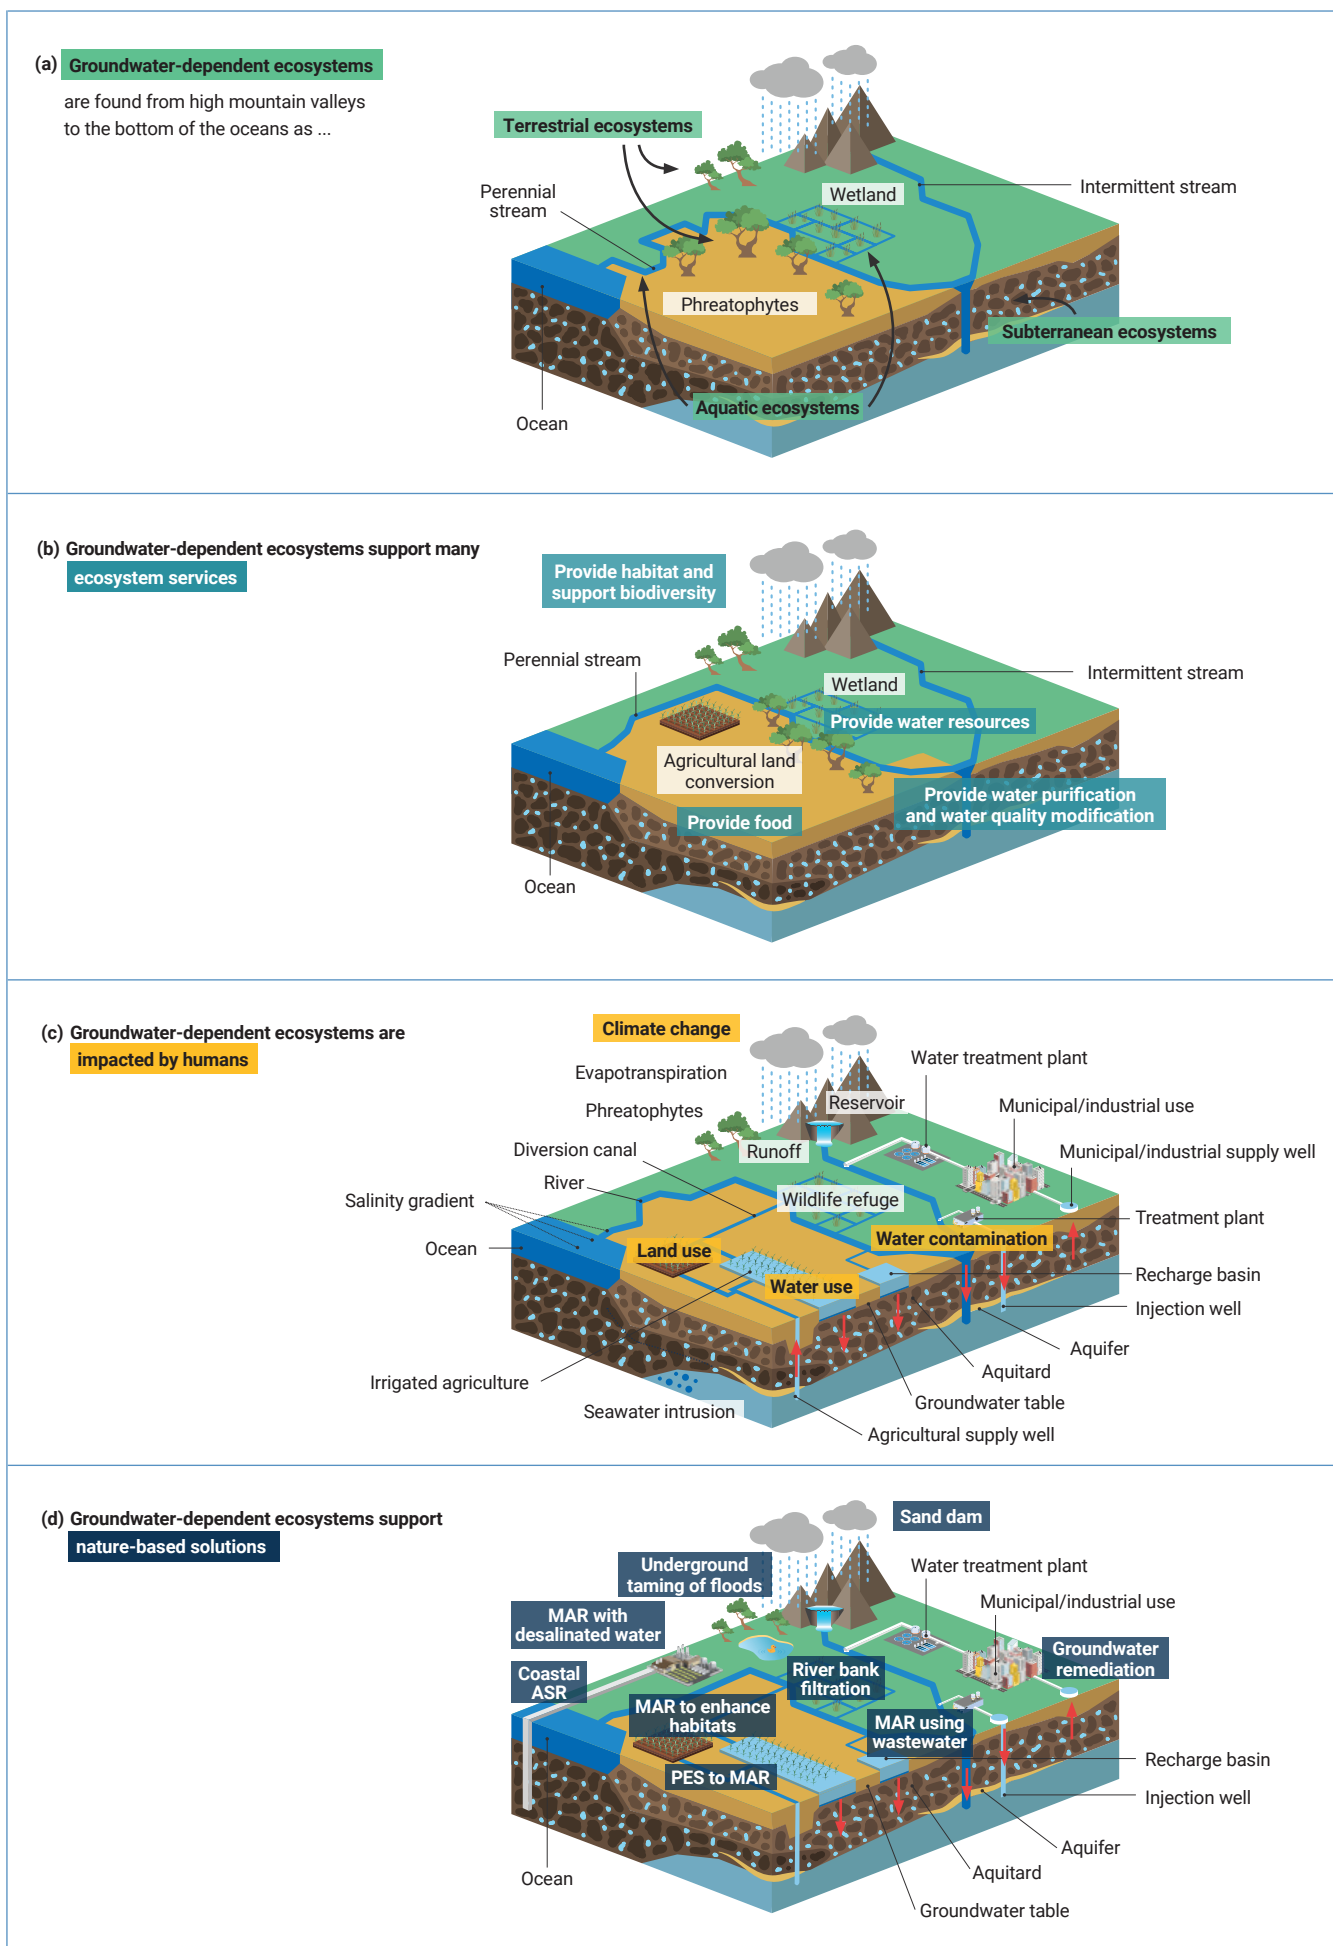 (a) Groundwater-dependent ecosystems
are found from high mountain valleys
to the bottom of the oceans as ...
Terrestrial ecosystems
Perennial
stream
Wetland
Intermittent stream
Phreatophytes
Subterranean ecosystems
Aquatic ecosystems
Ocean
(b) Groundwater-dependent ecosystems support many
ecosystem services
Provide habitat and
support biodiversity
Perennial stream
Wetland
Intermittent stream
Provide water resources
Agricultural land
conversion
Provide water purification
and water quality modification
Provide food
Ocean
(c) Groundwater-dependent ecosystems are
impacted by humans
Climate change
Evapotranspiration
Water treatment plant
Phreatophytes
Reservoir
Municipal/industrial use
Diversion canal
Runoff
Municipal/industrial supply well
River
Salinity gradient
Wildlife refuge
Treatment plant
Ocean
Land use
Water contamination
Water use
Recharge basin
Injection well
Aquifer
Irrigated agriculture
Aquitard
Seawater intrusion
Groundwater table
Agricultural supply well
(d) Groundwater-dependent ecosystems support
nature-based solutions
Sand dam
Underground
taming of floods
Water treatment plant
Municipal/industrial use
MAR with
desalinated water
Groundwater
remediation
Coastal
ASR
River bank
filtration
MAR to enhance
habitats
MAR using
wastewater
PES to MAR
Recharge basin
Injection well
Aquifer
Ocean
Aquitard
Groundwater table